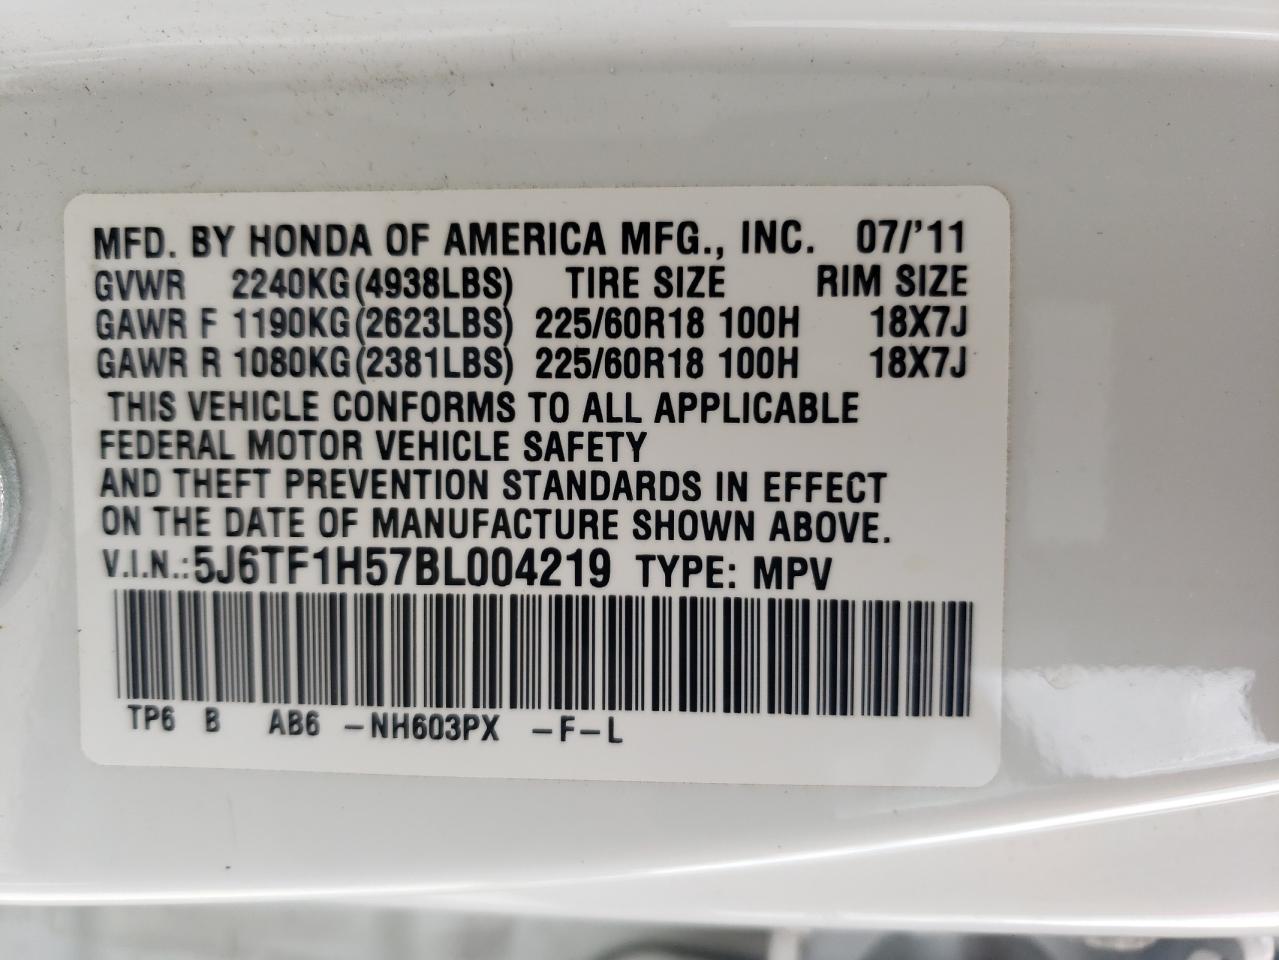 MFD. BY HONDA OF AMERICA MFG., INC. 07/'11
GVWR 2240KG(4938LBS) TIRE SIZE RIM SIZE
GAWR F 1190KG(2623LBS) 225/60R18 100H 18X7J
GAWR R 1080KG(2381LBS) 225/60R18 100H 18X7J
THIS VEHICLE CONFORMS TO ALL APPLICABLE
FEDERAL MOTOR VEHICLE SAFETY
AND THEFT PREVENTION STANDARDS IN EFFECT
ON THE DATE OF MANUFACTURE SHOWN ABOVE.
V.I.N.:5J6TF1H57BL004219 TYPE: MPV
TP6 B AB6 -NH603PX -F-L